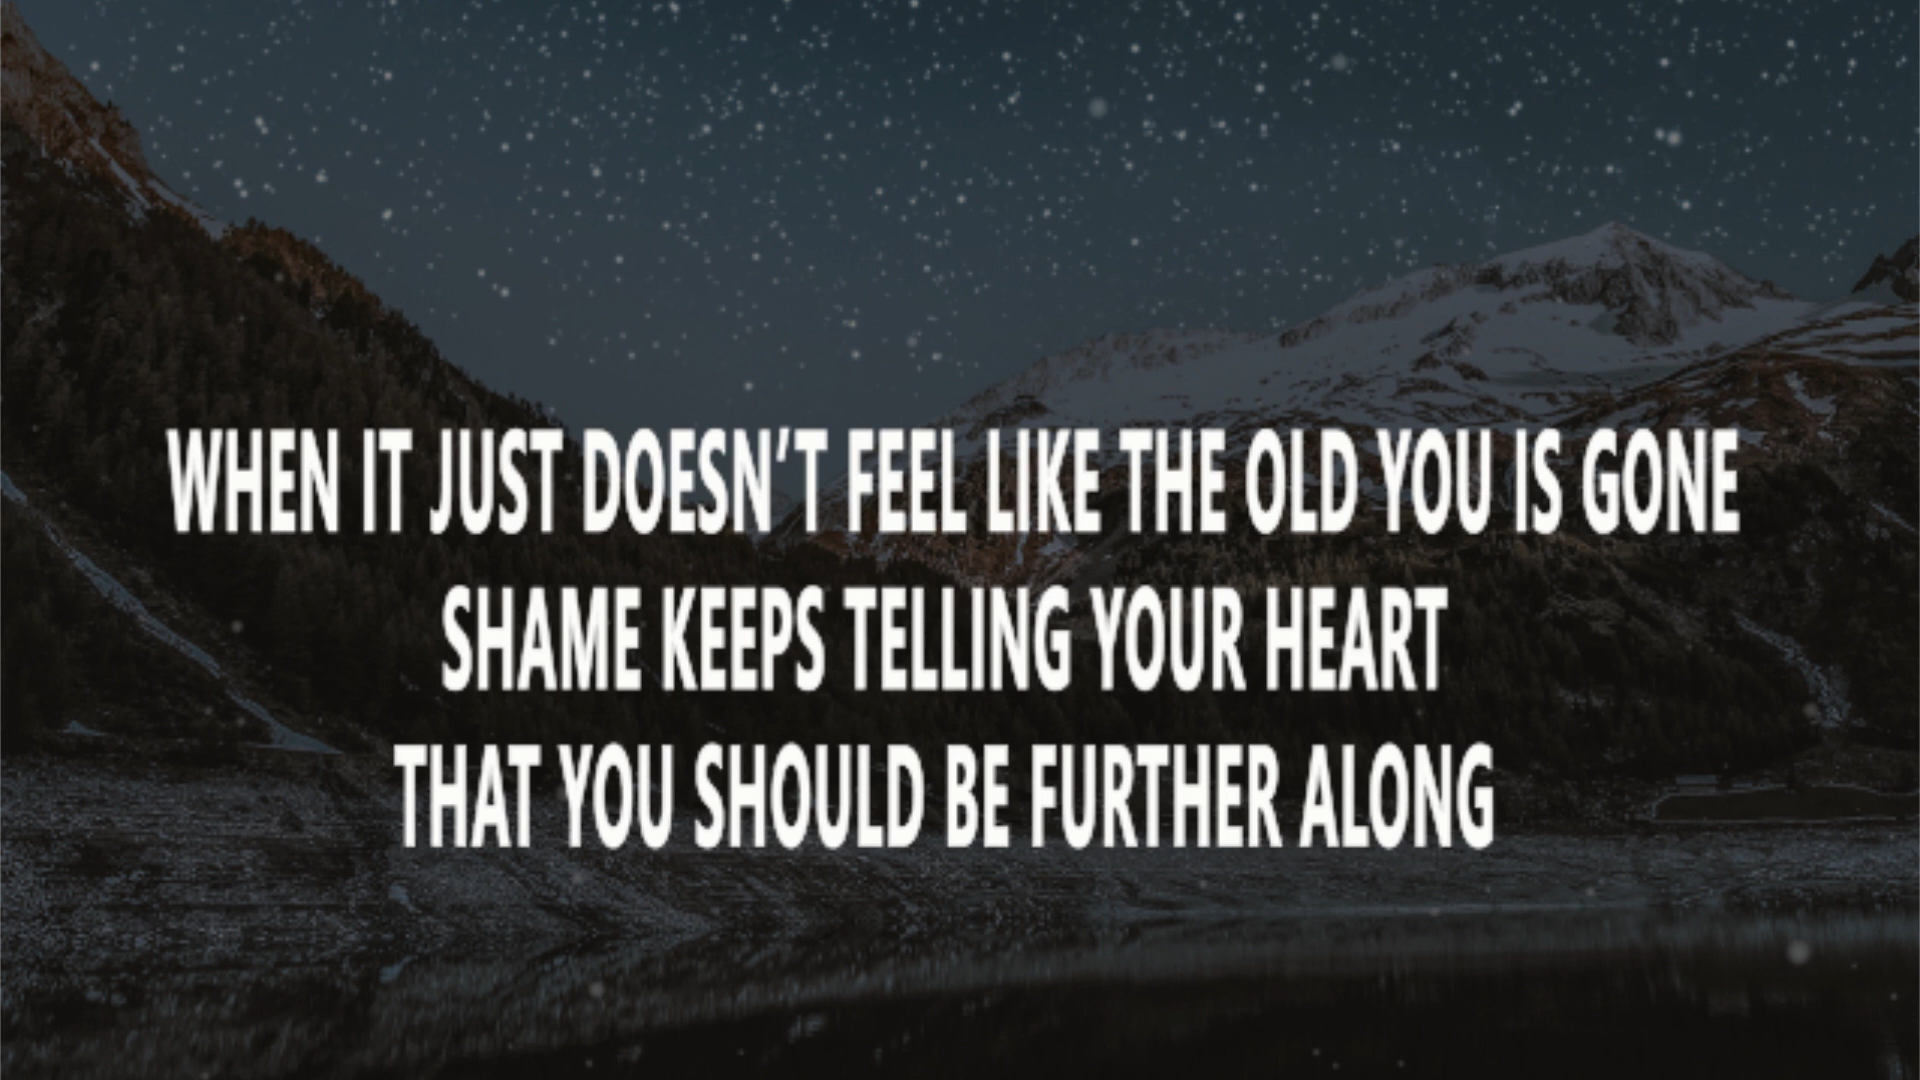 WHEN IT JUST DOESN’T FEEL LIKE THE OLD YOU IS GONE
SHAME KEEPS TELLING YOUR HEART
THAT YOU SHOULD BE FURTHER ALONG